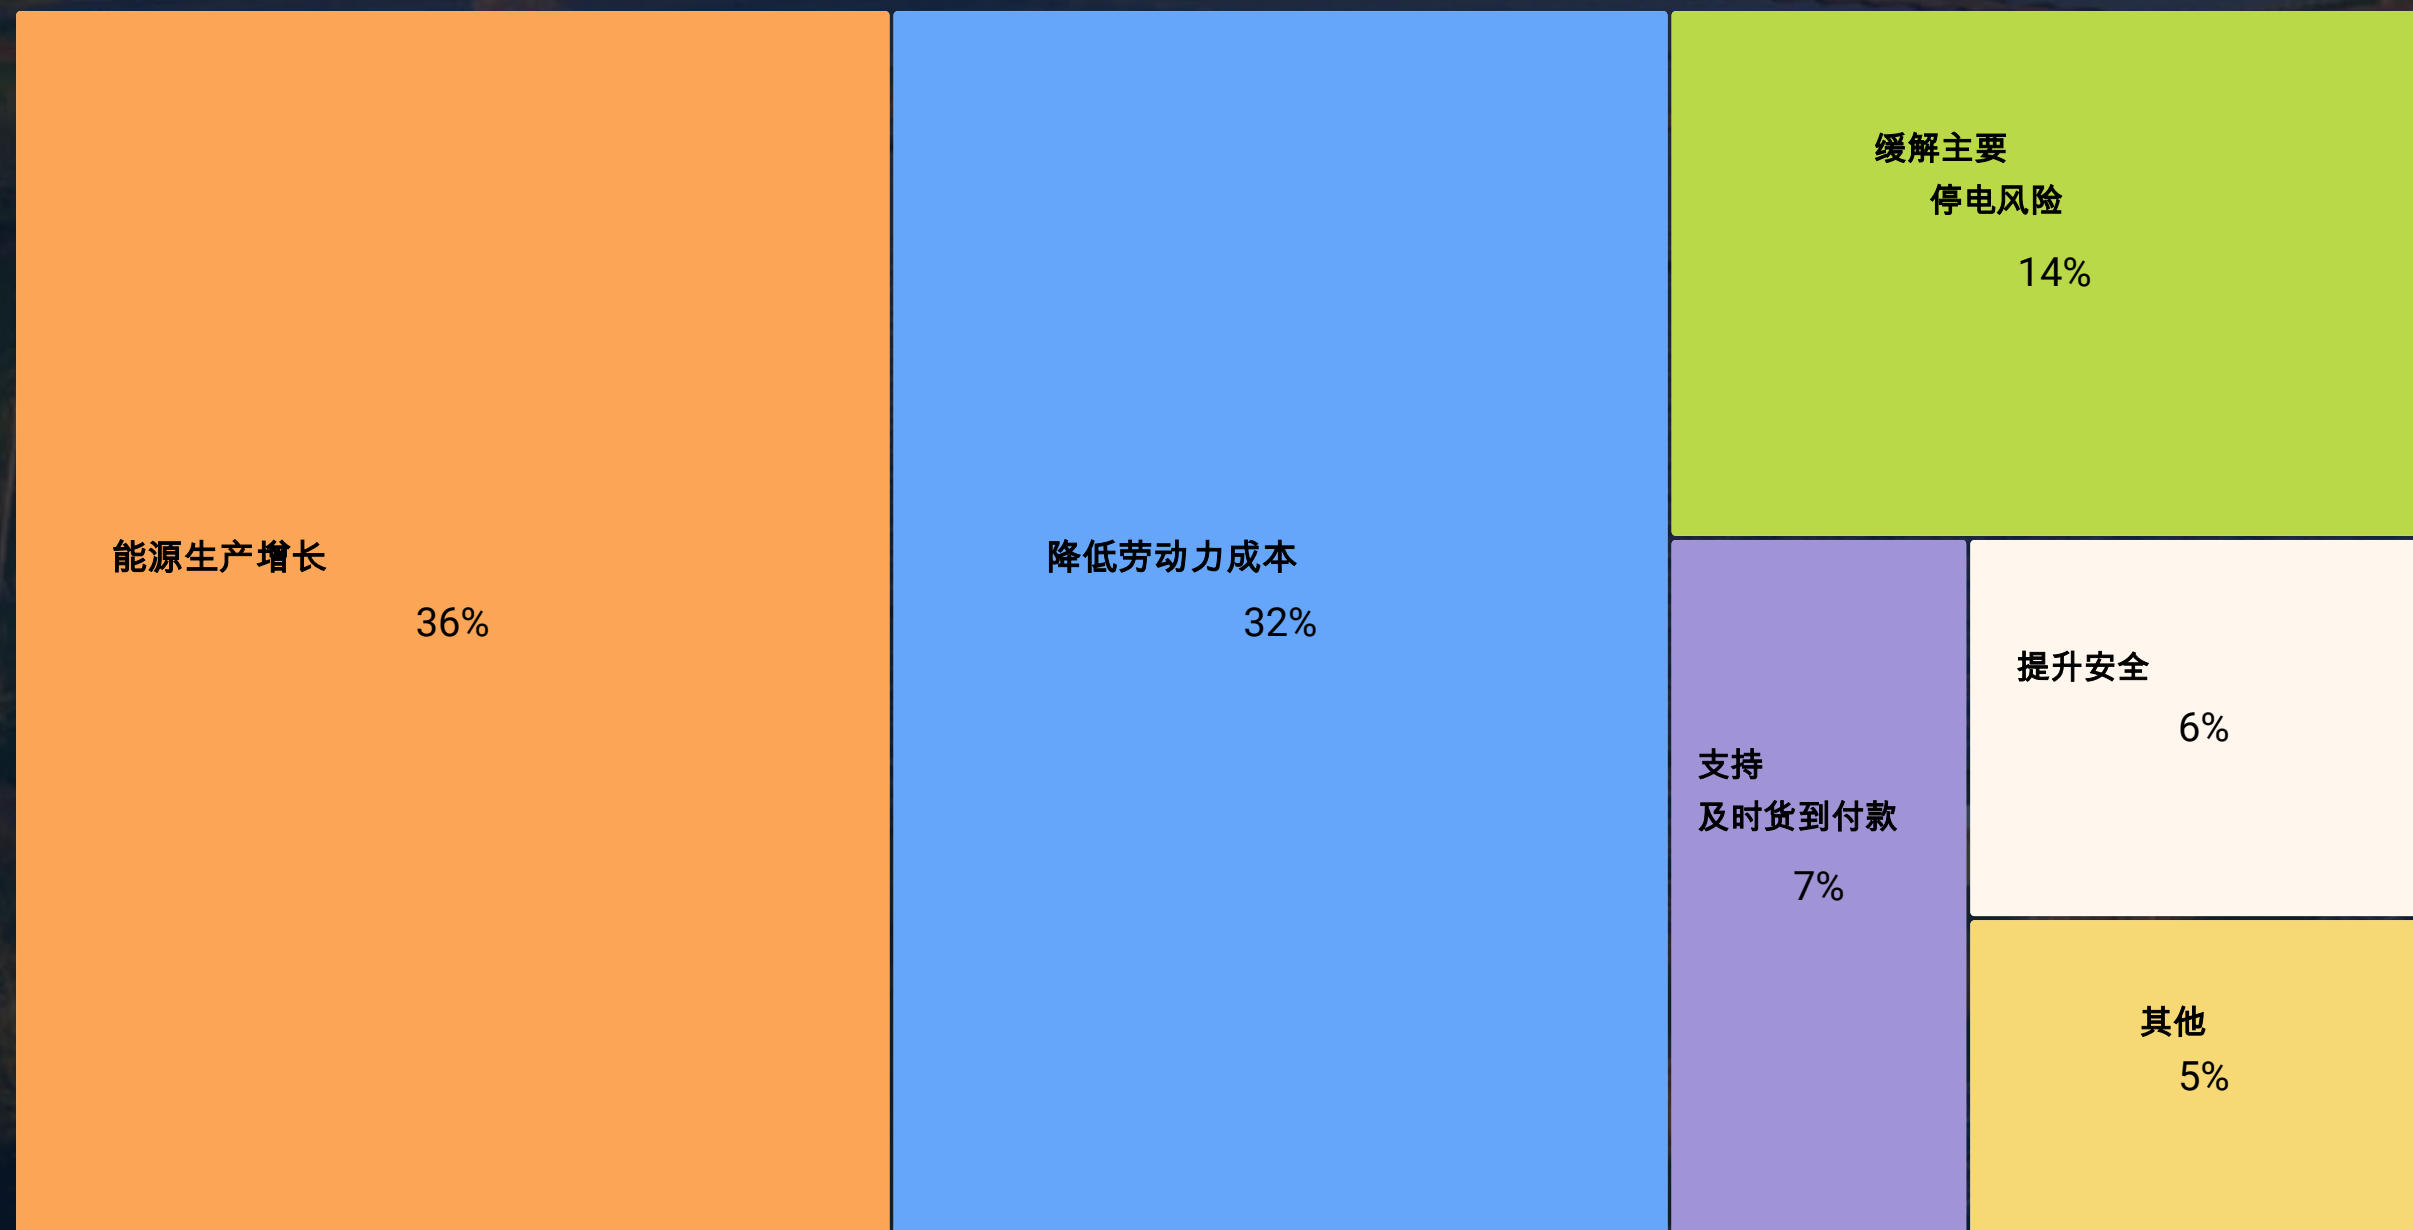 能源生产增长
36%
降低劳动力成本
32%
缓解主要
停电风险
14%
支持
及时货到付款
7%
提升安全
6%
其他
5%